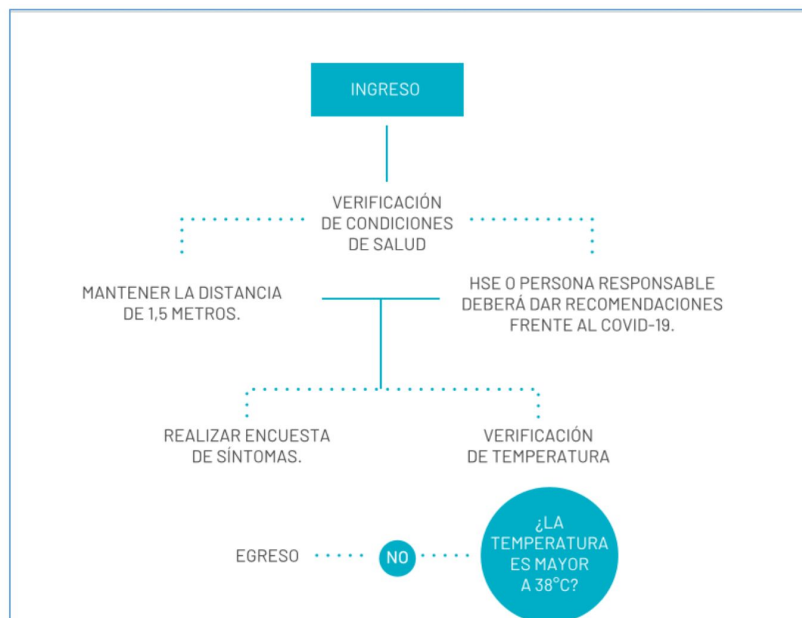 INGRESO
VERIFICACIÓN
DE CONDICIONES
DE SALUD
MANTENER LA DISTANCIA
DE 1,5 METROS.
HSE O PERSONA RESPONSABLE
DEBERÁ DAR RECOMENDACIONES
FRENTE AL COVID-19.
REALIZAR ENCUESTA
DE SÍNTOMAS.
VERIFICACIÓN
DE TEMPERATURA
¿LA
TEMPERATURA
ES MAYOR
A 38°C?
NO
EGRESO